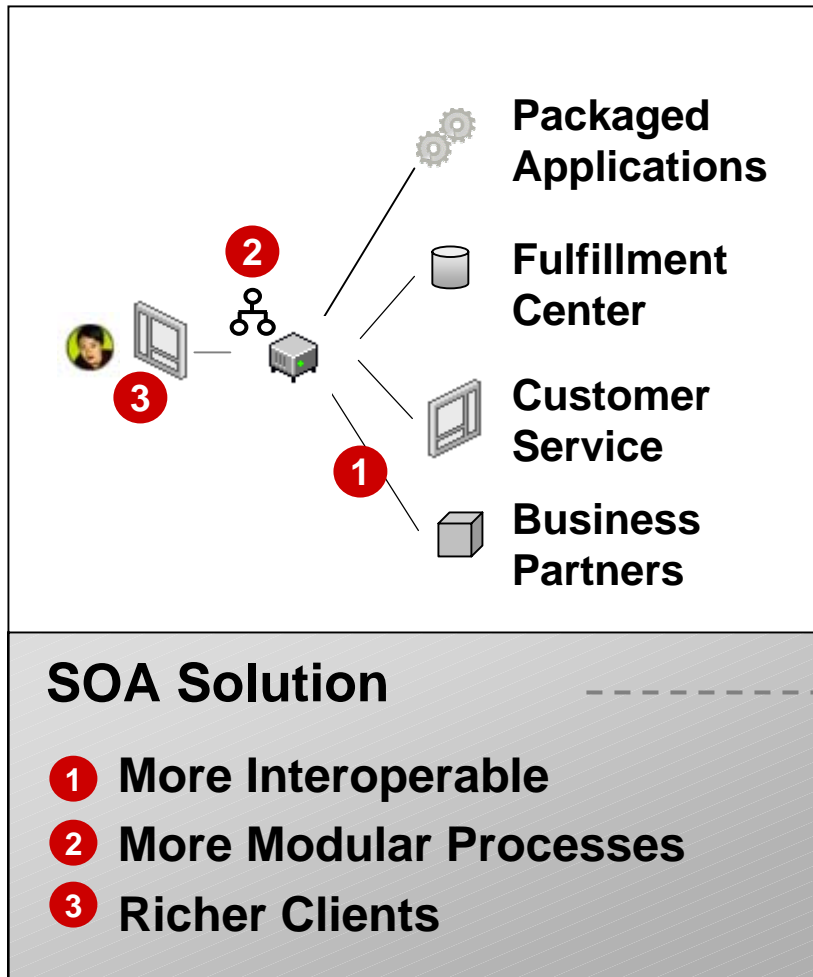 Packaged
Applications
2
Fulfillment
Center
3
Customer
Service
1
Business
Partners
SOA Solution
1 More Interoperable
2 More Modular Processes
3 Richer Clients